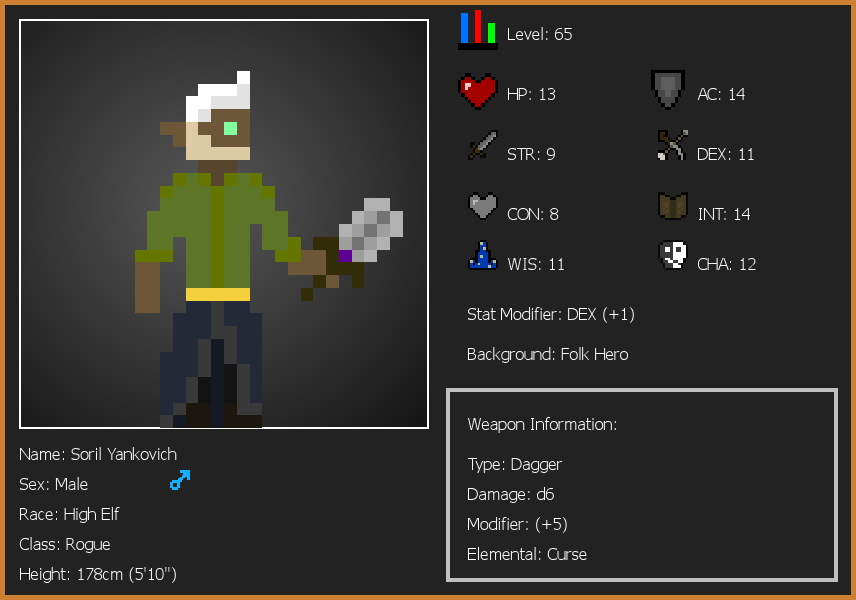 Level: 65
HP: 13
AC: 14
STR: 9
DEX: 11
CON: 8
INT: 14
WIS: 11
CHA: 12
Stat Modifier: DEX (+1)
Background: Folk Hero
Weapon Information:
Type: Dagger
Damage: d6
Modifier: (+5)
Elemental: Curse
Name: Soril Yankovich
Sex: Male
Race: High Elf
Class: Rogue
Height: 178cm (5'10")